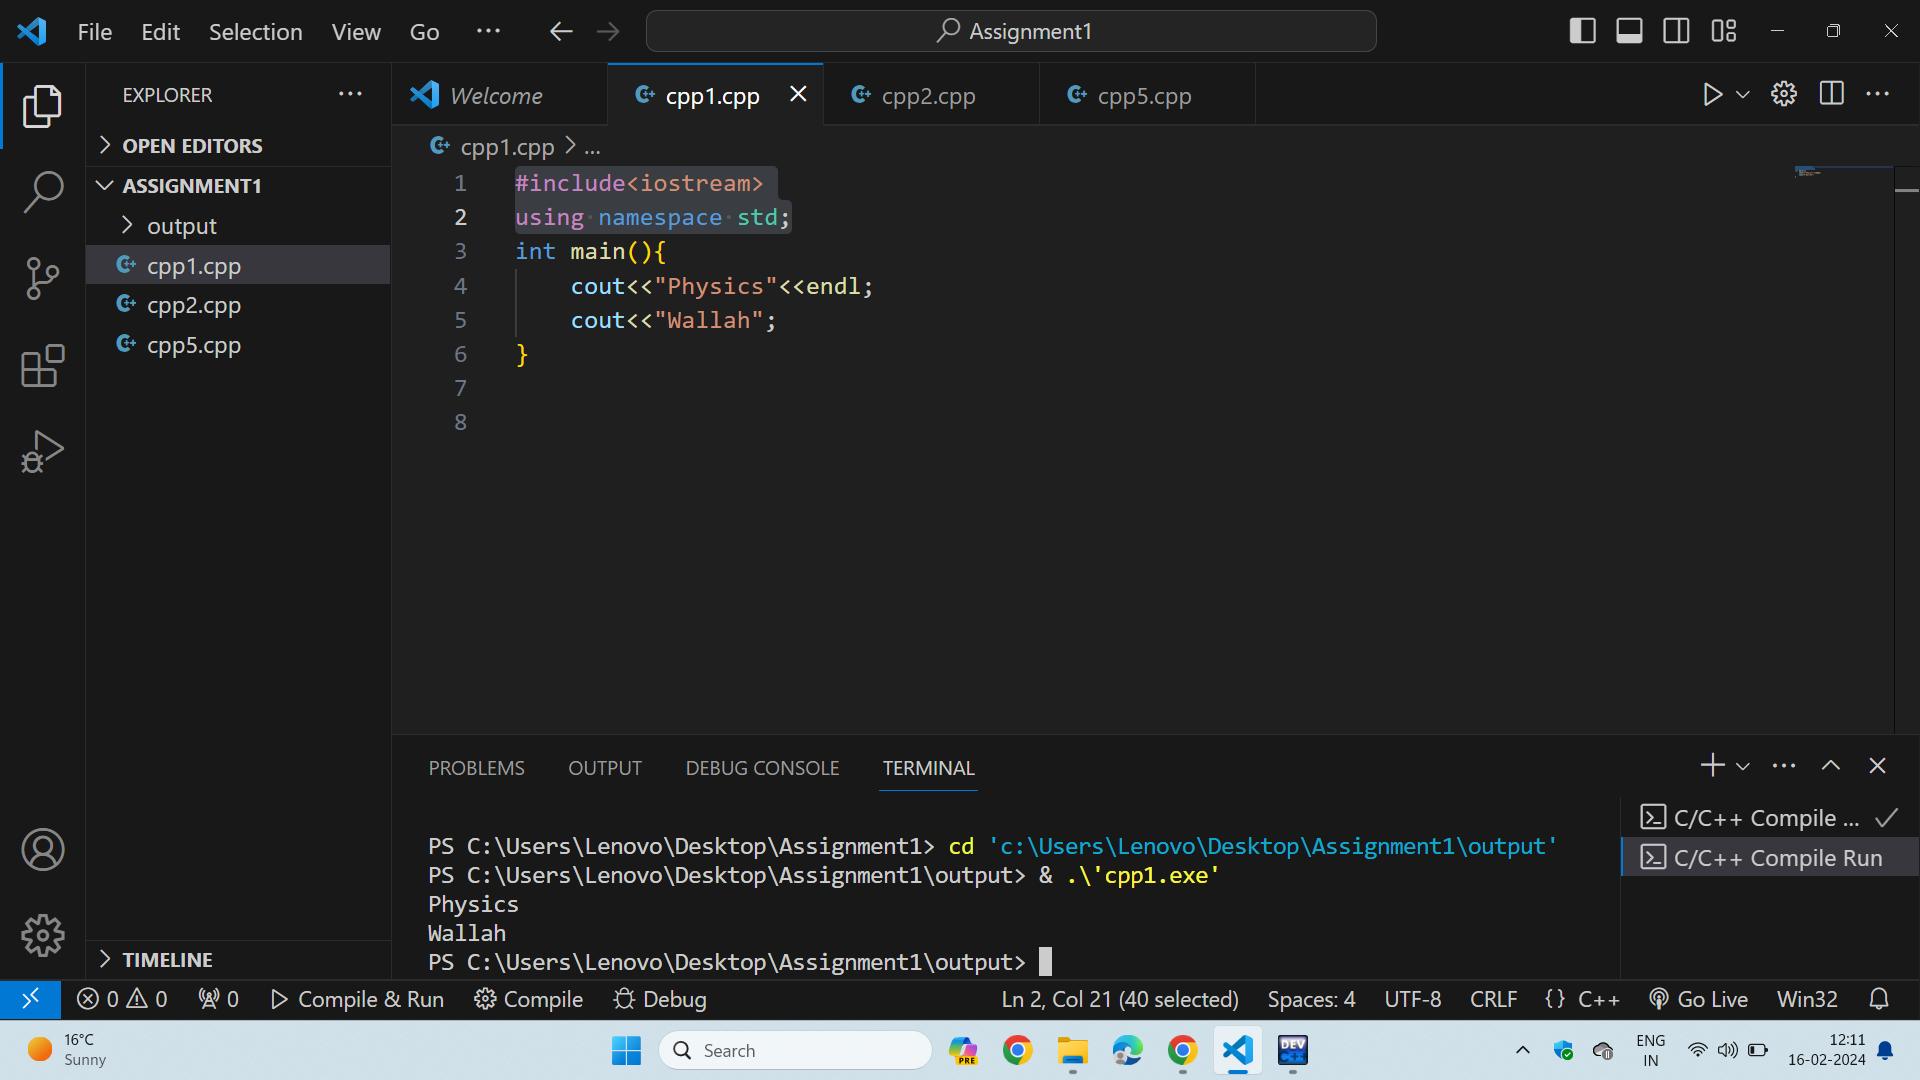 File Edit Selection View Go ... Assignment1
EXPLORER
OPEN EDITORS
ASSIGNMENT1
output
cpp1.cpp
cpp2.cpp
cpp5.cpp
TIMELINE
Welcome cpp1.cpp cpp2.cpp cpp5.cpp
cpp1.cpp > ...
1 #include<iostream>
2 using namespace std;
3 int main(){
4 cout<<"Physics"<<endl;
5 cout<<"Wallah";
6 }
7
8
PROBLEMS OUTPUT DEBUG CONSOLE TERMINAL
PS C:\Users\Lenovo\Desktop\Assignment1> cd 'c:\Users\Lenovo\Desktop\Assignment1\output'
PS C:\Users\Lenovo\Desktop\Assignment1\output> & .\'cpp1.exe'
Physics
Wallah
PS C:\Users\Lenovo\Desktop\Assignment1\output>
C/C++ Compile ...
C/C++ Compile Run
0 0 0 Compile & Run Compile Debug Ln 2, Col 21 (40 selected) Spaces: 4 UTF-8 CRLF {} C++ Go Live Win32
16°C
Sunny
Search
PRE
DEV
C++
ENG
IN
12:11
16-02-2024